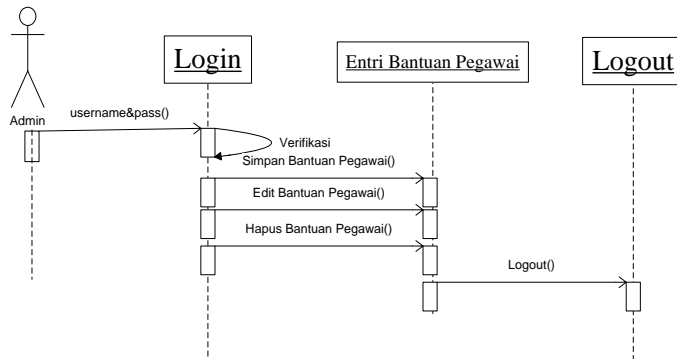 Login
Entri Bantuan Pegawai
Logout
Admin
username&pass()
Verifikasi
Simpan Bantuan Pegawai()
Edit Bantuan Pegawai()
Hapus Bantuan Pegawai()
Logout()